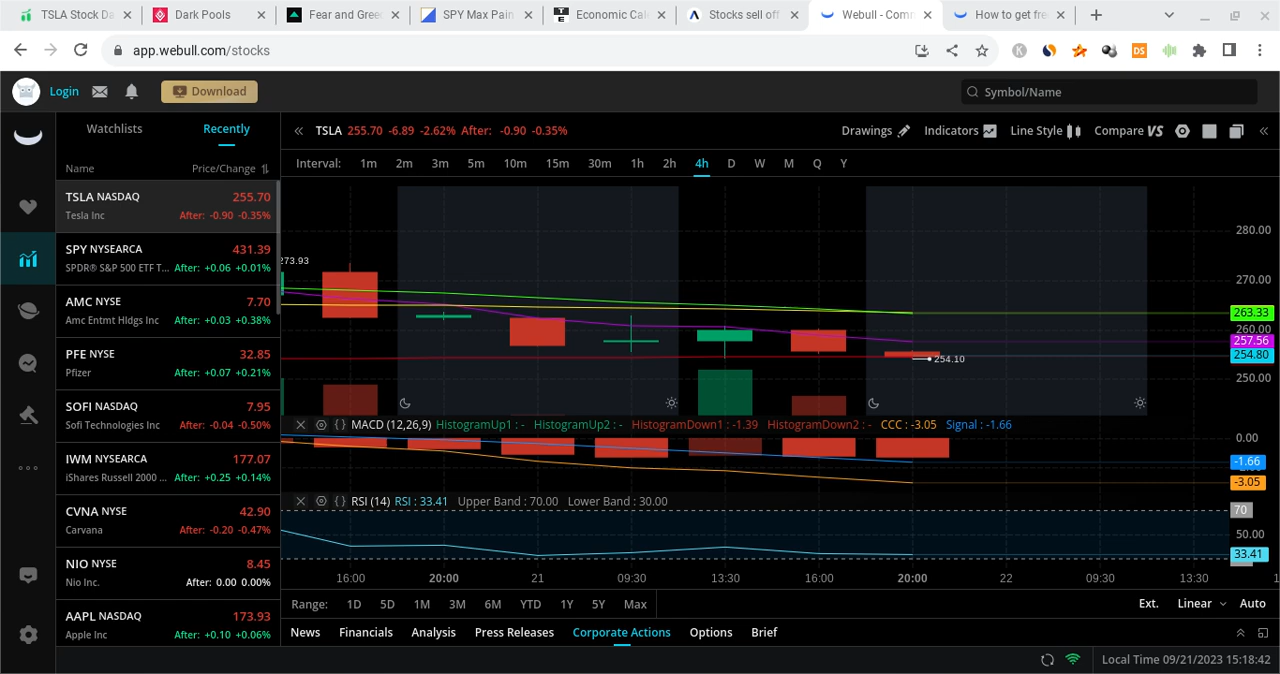 TSLA Stock Da
Dark Pools
Fear and Gree
SPY Max Pain
Economic Cal
Stocks sell off
Webull - Com
How to get fre
app.webull.com/stocks
Login
Download
Symbol/Name
Watchlists
Recently
Name
Price/Change
TSLA NASDAQ 255.70
Tesla Inc After: -0.90 -0.35%
SPY NYSEARCA 431.39
SPDR® S&P 500 ETF T... After: +0.06 +0.01%
AMC NYSE 7.70
Amc Entmt Hldgs Inc After: +0.03 +0.38%
PFE NYSE 32.85
Pfizer After: +0.07 +0.21%
SOFI NASDAQ 7.95
Sofi Technologies Inc After: -0.04 -0.50%
IWM NYSEARCA 177.07
iShares Russell 2000 ... After: +0.25 +0.14%
CVNA NYSE 42.90
Carvana After: -0.20 -0.47%
NIO NYSE 8.45
Nio Inc. After: 0.00 0.00%
AAPL NASDAQ 173.93
Apple Inc After: +0.10 +0.06%
TSLA 255.70 -6.89 -2.62% After: -0.90 -0.35%
Drawings
Indicators
Line Style
Compare VS
Interval: 1m 2m 3m 5m 10m 15m 30m 1h 2h 4h D W M Q Y
273.93
280.00
270.00
263.33
260.00
257.56
254.80
254.10
250.00
MACD (12,26,9) HistogramUp1 : - HistogramUp2 : - HistogramDown1 : -1.39 HistogramDown2 : - CCC : -3.05 Signal : -1.66
0.00
-1.66
-3.05
RSI (14) RSI : 33.41 Upper Band : 70.00 Lower Band : 30.00
70
50.00
33.41
16:00 20:00 21 09:30 13:30 16:00 20:00 22 09:30 13:30
Range: 1D 5D 1M 3M 6M YTD 1Y 5Y Max
Ext. Linear Auto
News Financials Analysis Press Releases Corporate Actions Options Brief
Local Time 09/21/2023 15:18:42